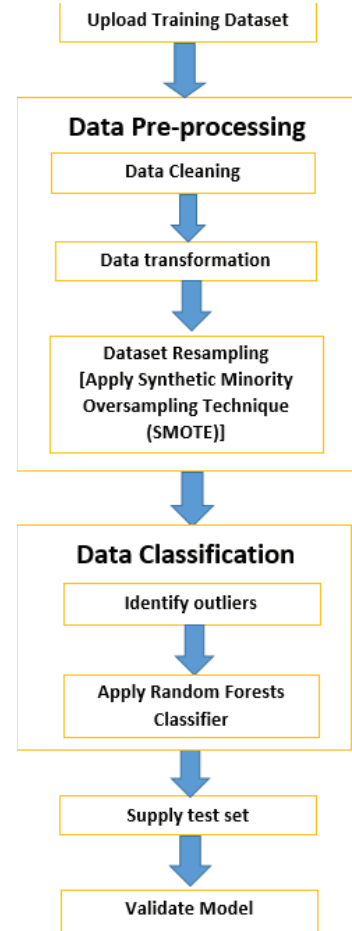 Upload Training Dataset
Data Pre-processing
Data Cleaning
Data transformation
Dataset Resampling
[Apply Synthetic Minority
Oversampling Technique
(SMOTE)]
Data Classification
Identify outliers
Apply Random Forests
Classifier
Supply test set
Validate Model